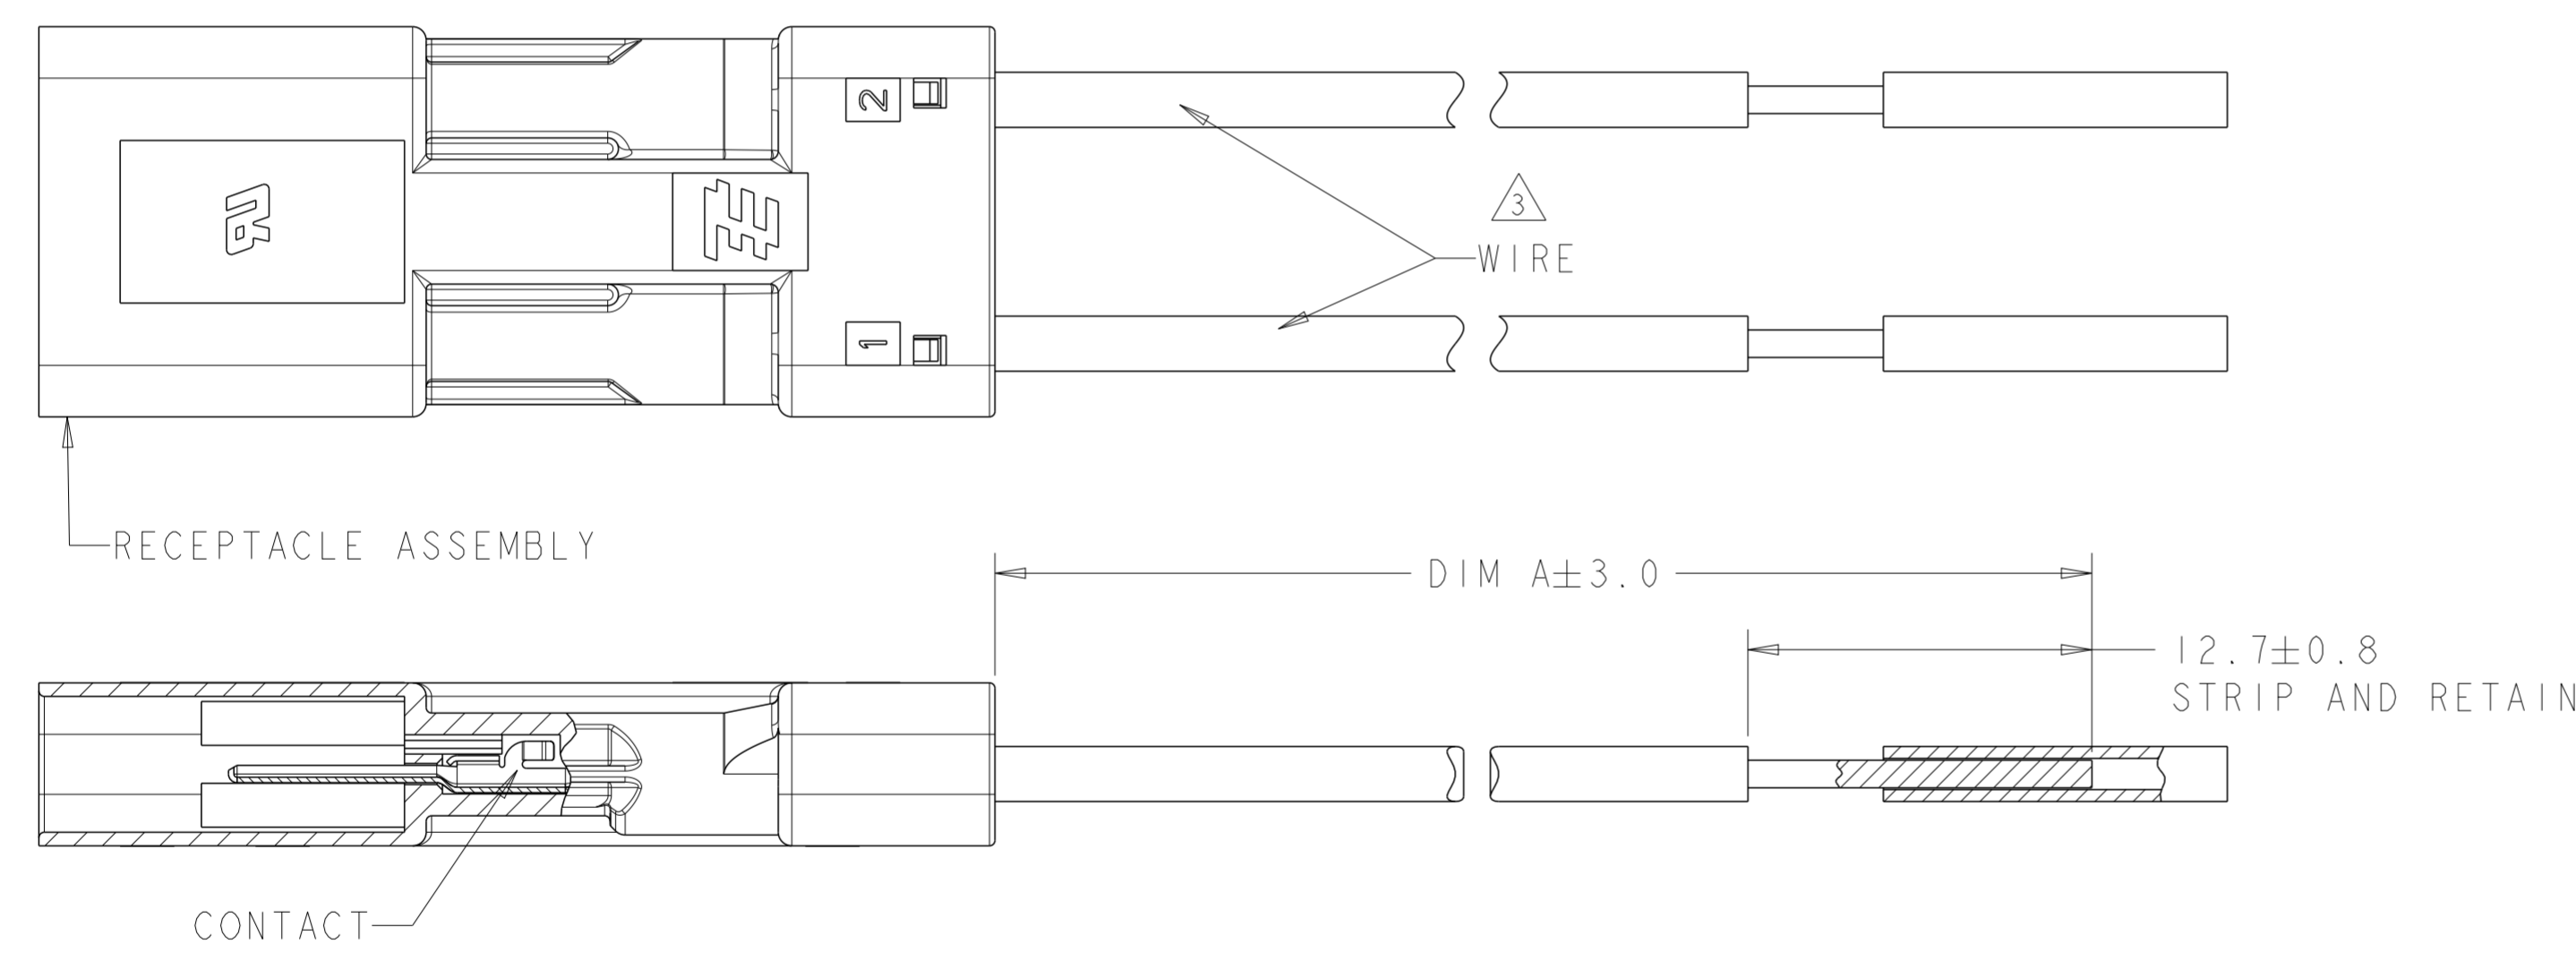 2
3
WIRE
1
RECEPTACLE ASSEMBLY
DIM A±3.0
12.7±0.8
STRIP AND RETAIN
CONTACT